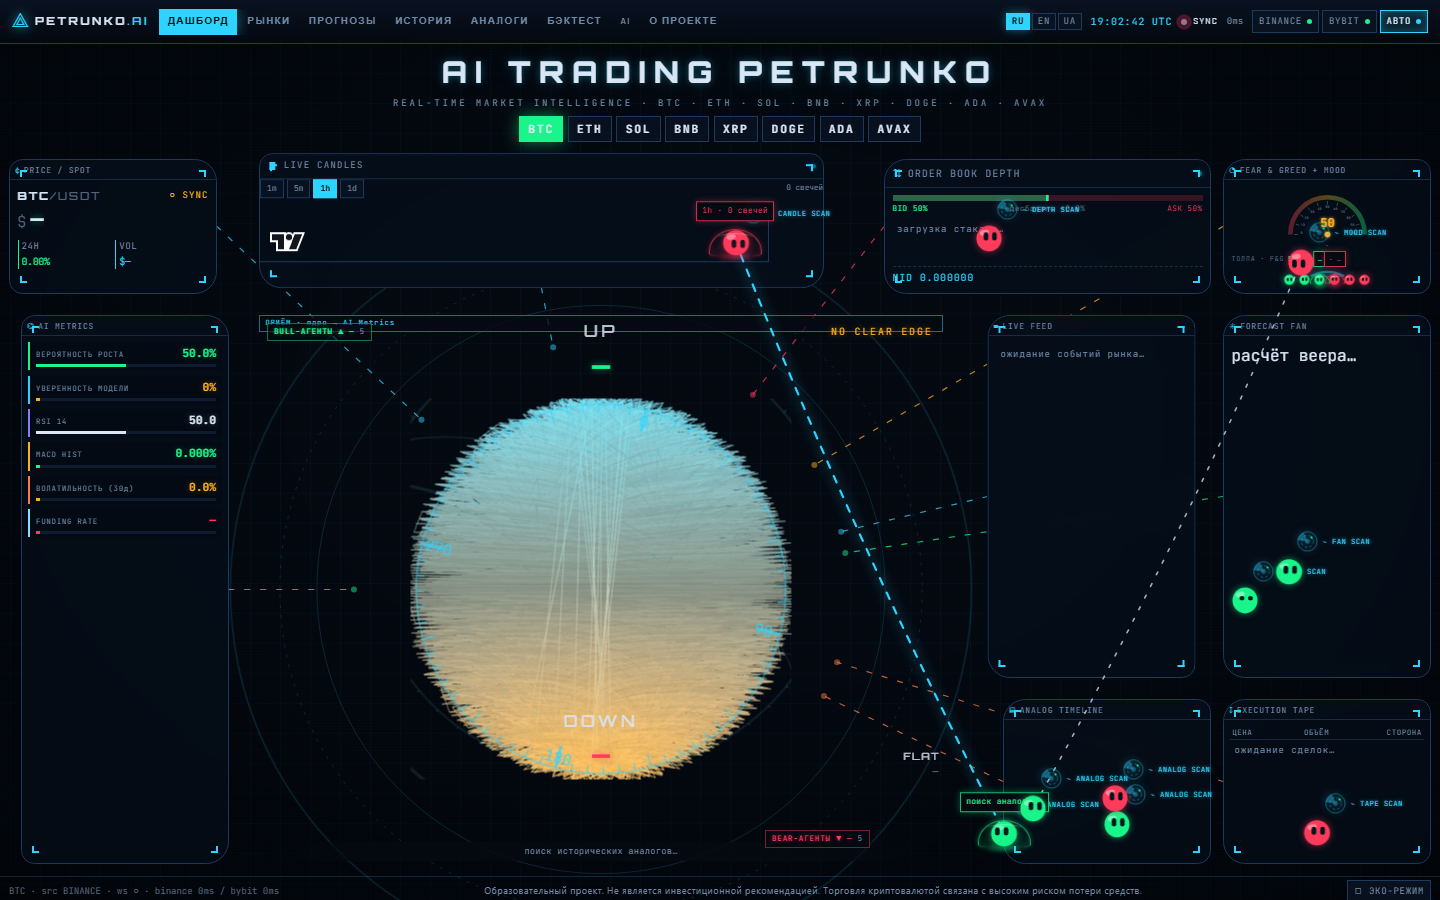 PETRUNKO.AI
ДАШБОРД РЫНКИ ПРОГНОЗЫ ИСТОРИЯ АНАЛОГИ БЭКТЕСТ AI О ПРОЕКТЕ
RU EN UA 19:02:42 UTC SYNC 0ms BINANCE BYBIT АВТО
AI TRADING PETRUNKO
REAL-TIME MARKET INTELLIGENCE · BTC · ETH · SOL · BNB · XRP · DOGE · ADA · AVAX
BTC ETH SOL BNB XRP DOGE ADA AVAX
PRICE / SPOT
BTC/USDT SYNC
$ —
24H VOL
0.00% $—
LIVE CANDLES
1m 5m 1h 1d 0 свечей
1h · 0 свечей CANDLE SCAN
ORDER BOOK DEPTH
BID 50% ~ DEPTH SCAN ASK 50%
загрузка
MID 0.000000
FEAR & GREED + MOOD
50
~ MOOD SCAN
ТОЛПА · F&G
AI METRICS
ВЕРОЯТНОСТЬ РОСТА 50.0%
УВЕРЕННОСТЬ МОДЕЛИ 0%
RSI 14 50.0
MACD HIST 0.000%
ВОЛАТИЛЬНОСТЬ (30д) 0.0%
FUNDING RATE —
AI Metrics
BULL-АГЕНТЫ ▲ — 5
UP
—
NO CLEAR EDGE
90
DOWN
—
FLAT
—
BEAR-АГЕНТЫ ▼ — 5
поиск исторических аналогов…
LIVE FEED
ожидание событий рынка…
FORECAST FAN
расчёт веера…
~ FAN SCAN
SCAN
ANALOG TIMELINE
~ ANALOG SCAN
~ ANALOG SCAN
~ ANALOG SCAN
ANALOG SCAN
поиск
EXECUTION TAPE
ЦЕНА ОБЪЁМ СТОРОНА
ожидание сделок…
~ TAPE SCAN
BTC · src BINANCE · ws ○ · binance 0ms / bybit 0ms
Образовательный проект. Не является инвестиционной рекомендацией. Торговля криптовалютой связана с высоким риском потери средств.
ЭКО-РЕЖИМ